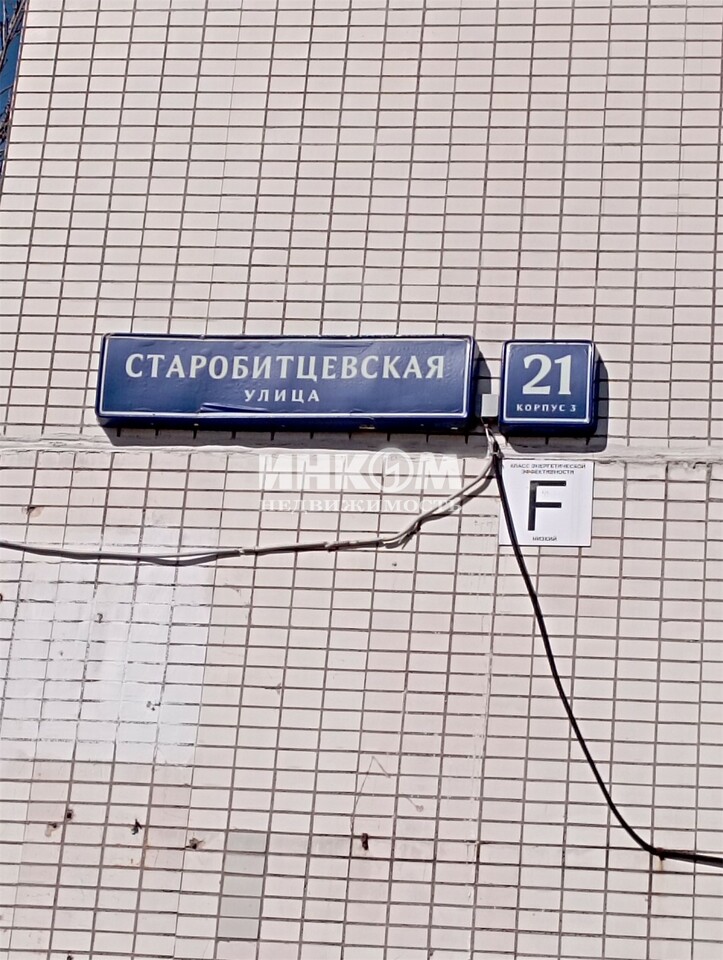 СТАРОБИТЦЕВСКАЯ
УЛИЦА
21
КОРПУС 3
ИНКОМ
НЕДВИЖИМОСТЬ
КЛАСС ЭНЕРГЕТИЧЕСКОЙ
ЭФФЕКТИВНОСТИ
F
НИЗКИЙ